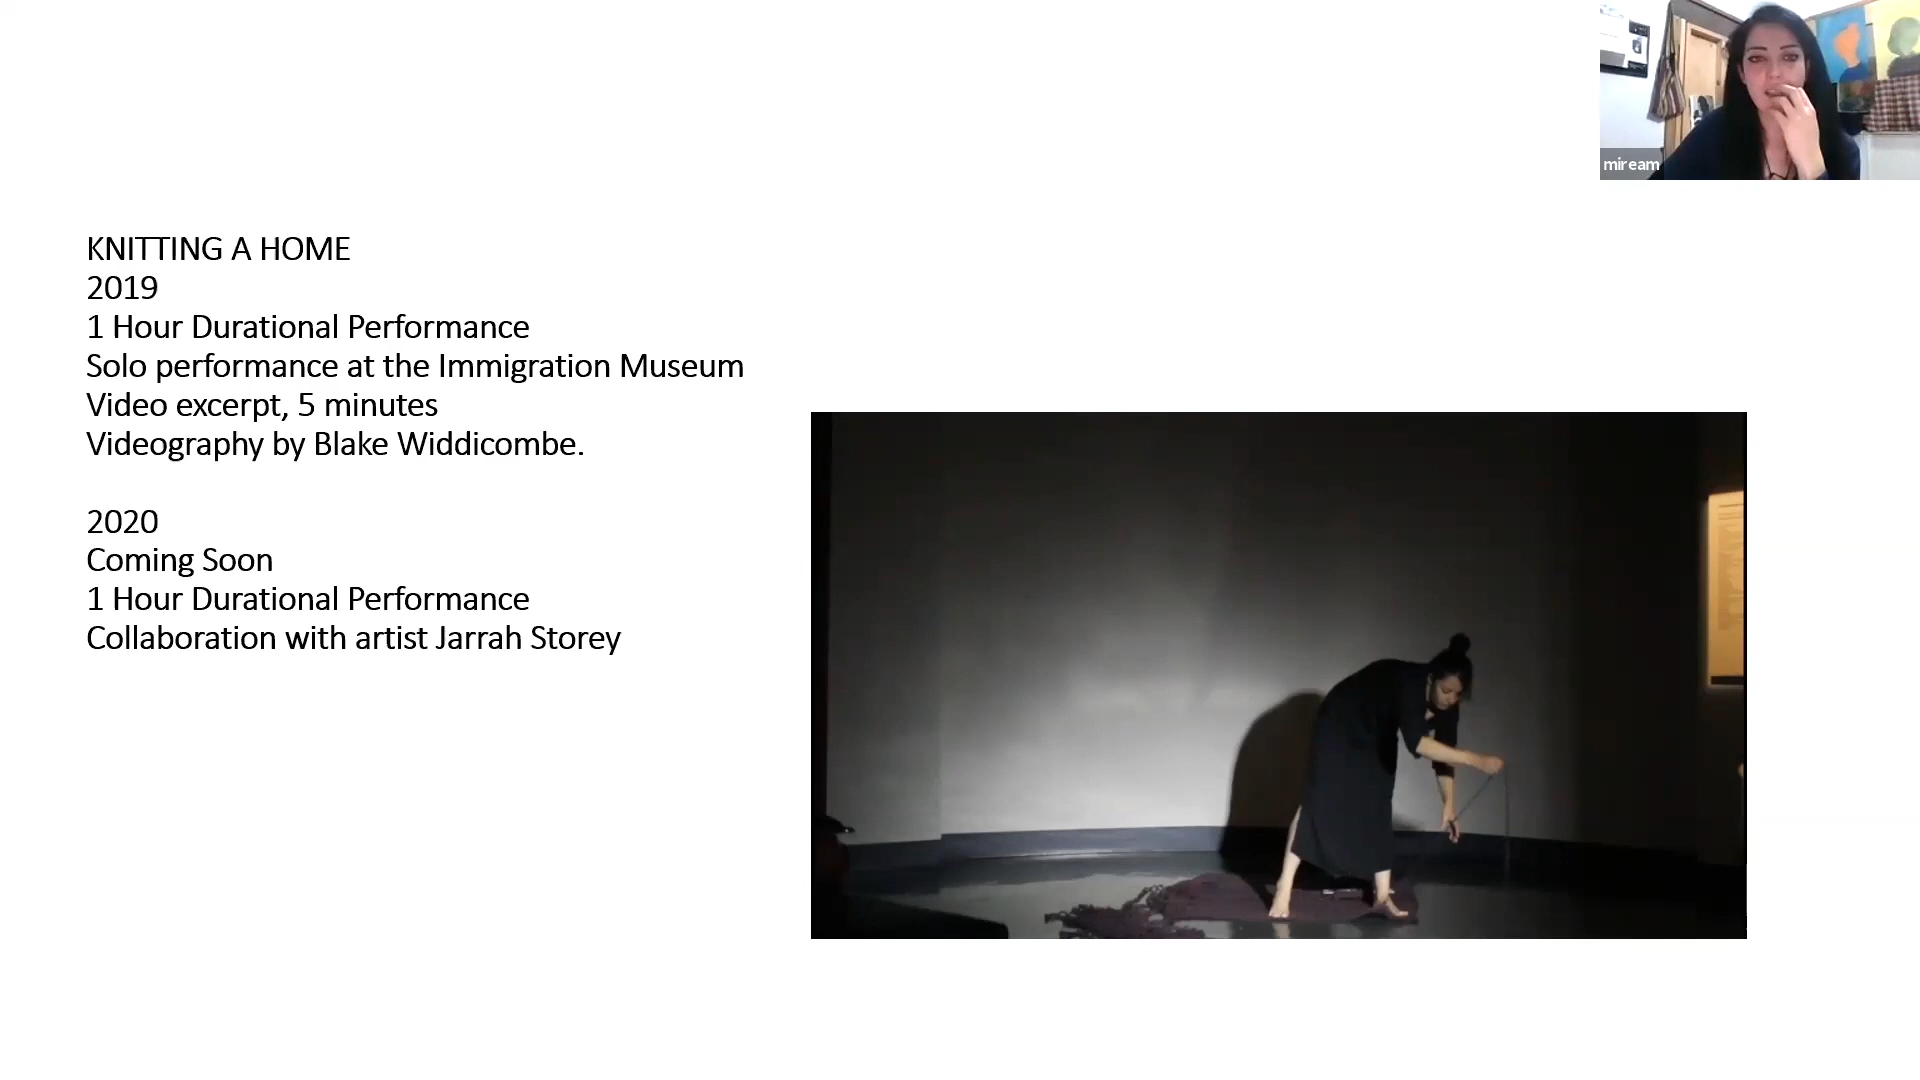 miream
KNITTING A HOME
2019
1 Hour Durational Performance
Solo performance at the Immigration Museum
Video excerpt, 5 minutes
Videography by Blake Widdicombe.
2020
Coming Soon
1 Hour Durational Performance
Collaboration with artist Jarrah Storey